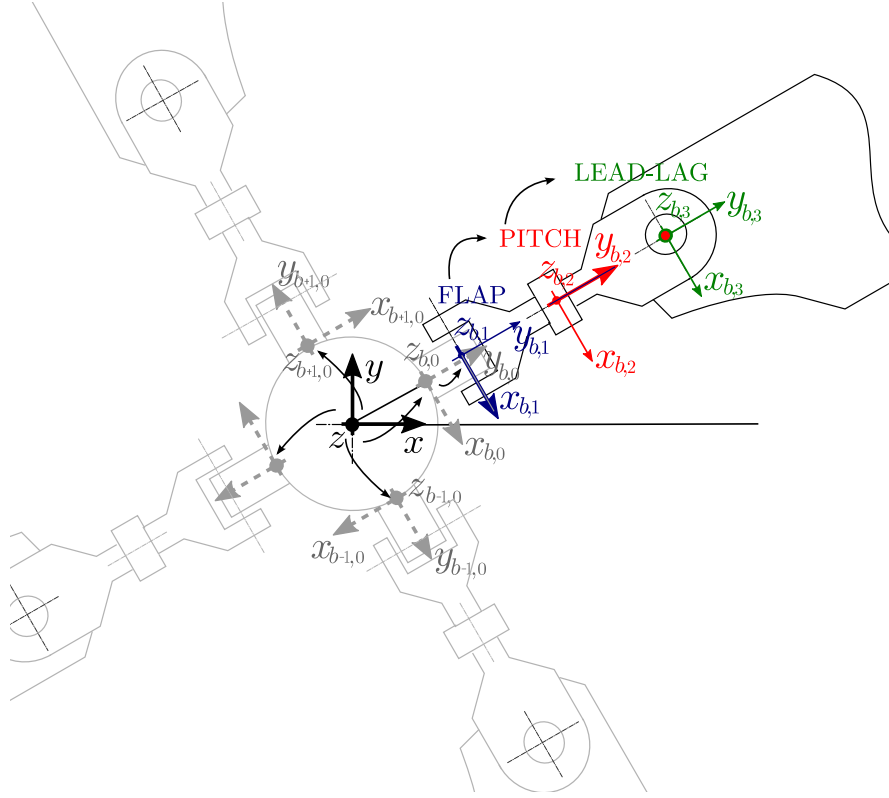 LEAD-LAG
z_{b,3}
y_{b,3}
x_{b,3}
PITCH
y_{b,2}
z_{b,2}
x_{b,2}
FLAP
z_{b,1}
y_{b,1}
x_{b,1}
y_{b+1,0}
x_{b+1,0}
z_{b+1,0}
z_{b,0}
y_{b,0}
x_{b,0}
y
z
x
z_{b-1,0}
x_{b-1,0}
y_{b-1,0}